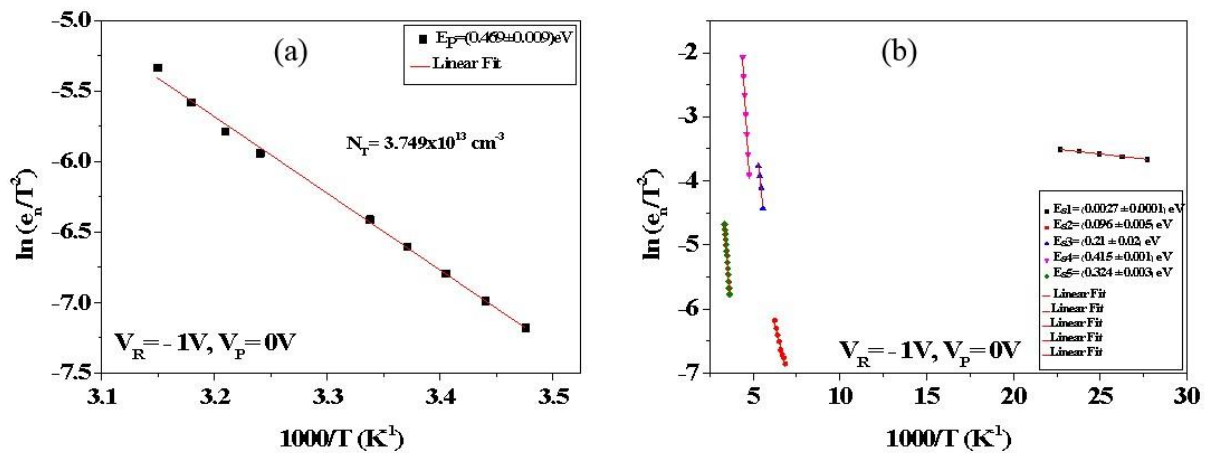 (a)
E_P=(0.469±0.009)eV
Linear Fit
N_T= 3.749x10^13 cm^-3
V_R= - 1V, V_P= 0V
ln (e_n/T^2)
-5.0
-5.5
-6.0
-6.5
-7.0
-7.5
3.1 3.2 3.3 3.4 3.5
1000/T (K^-1)
(b)
E_S1= (0.0027 ± 0.0001) eV
E_S2= (0.096 ± 0.005) eV
E_S3= (0.21 ± 0.02) eV
E_S4= (0.415 ± 0.001) eV
E_S5= (0.324 ± 0.003) eV
Linear Fit
Linear Fit
Linear Fit
Linear Fit
Linear Fit
V_R= - 1V, V_P= 0V
ln (e_n/T^2)
-2
-3
-4
-5
-6
-7
5 10 15 20 25 30
1000/T (K^-1)